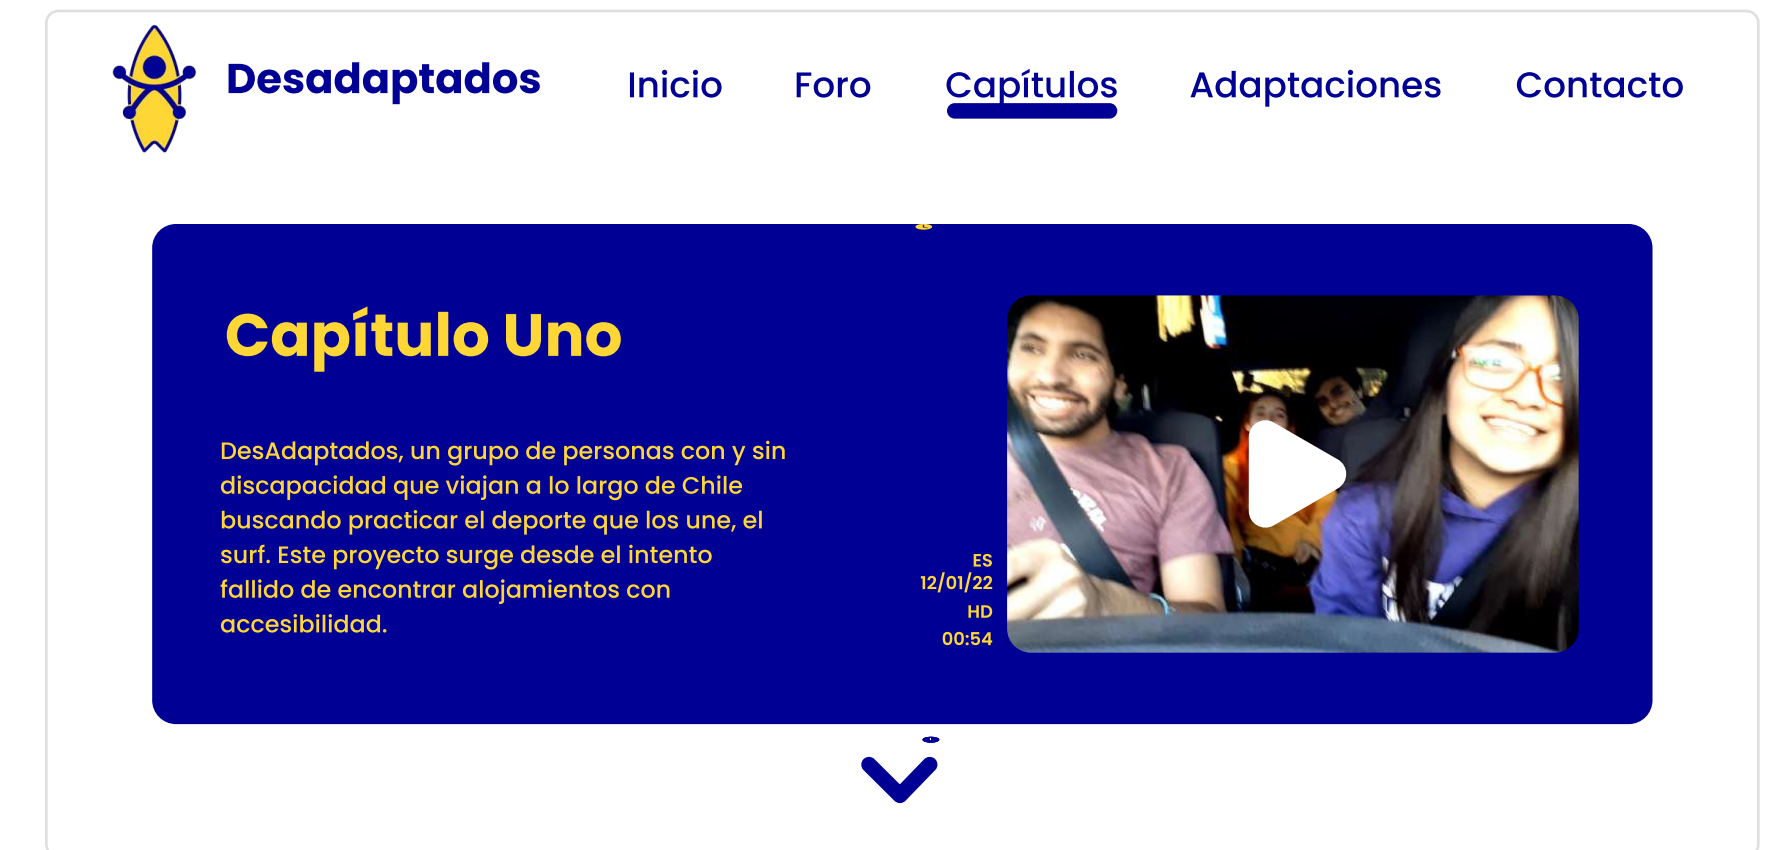 Desadaptados
Inicio
Foro
Capítulos
Adaptaciones
Contacto
Capítulo Uno
DesAdaptados, un grupo de personas con y sin
discapacidad que viajan a lo largo de Chile
buscando practicar el deporte que los une, el
surf. Este proyecto surge desde el intento
fallido de encontrar alojamientos con
accesibilidad.
ES
12/01/22
HD
00:54